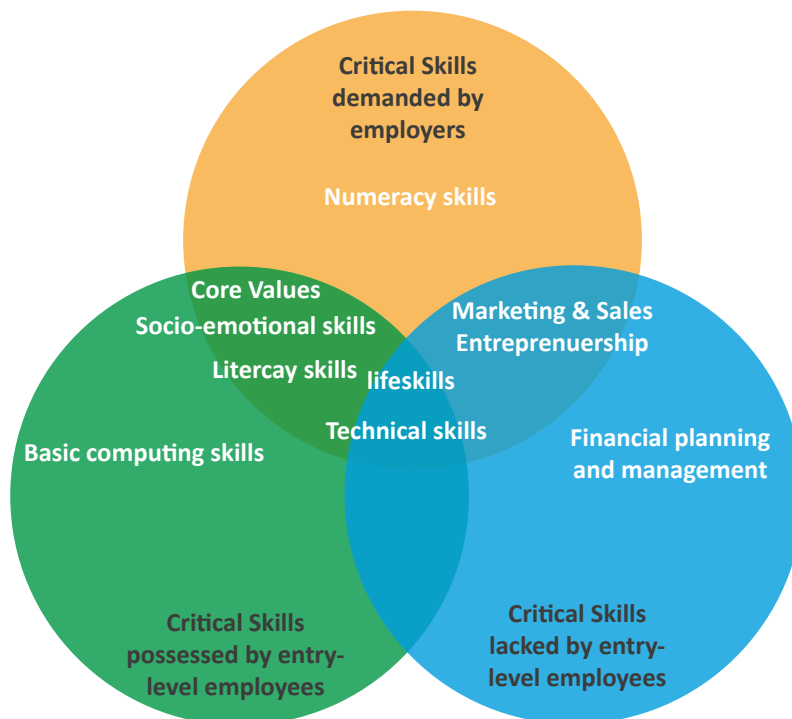 Critical Skills
demanded by
employers
Numeracy skills
Core Values
Socio-emotional skills
Litercay skills
Marketing & Sales
Entreprenuership
lifeskills
Technical skills
Basic computing skills
Financial planning
and management
Critical Skills
possessed by entry-
level employees
Critical Skills
lacked by entry-
level employees